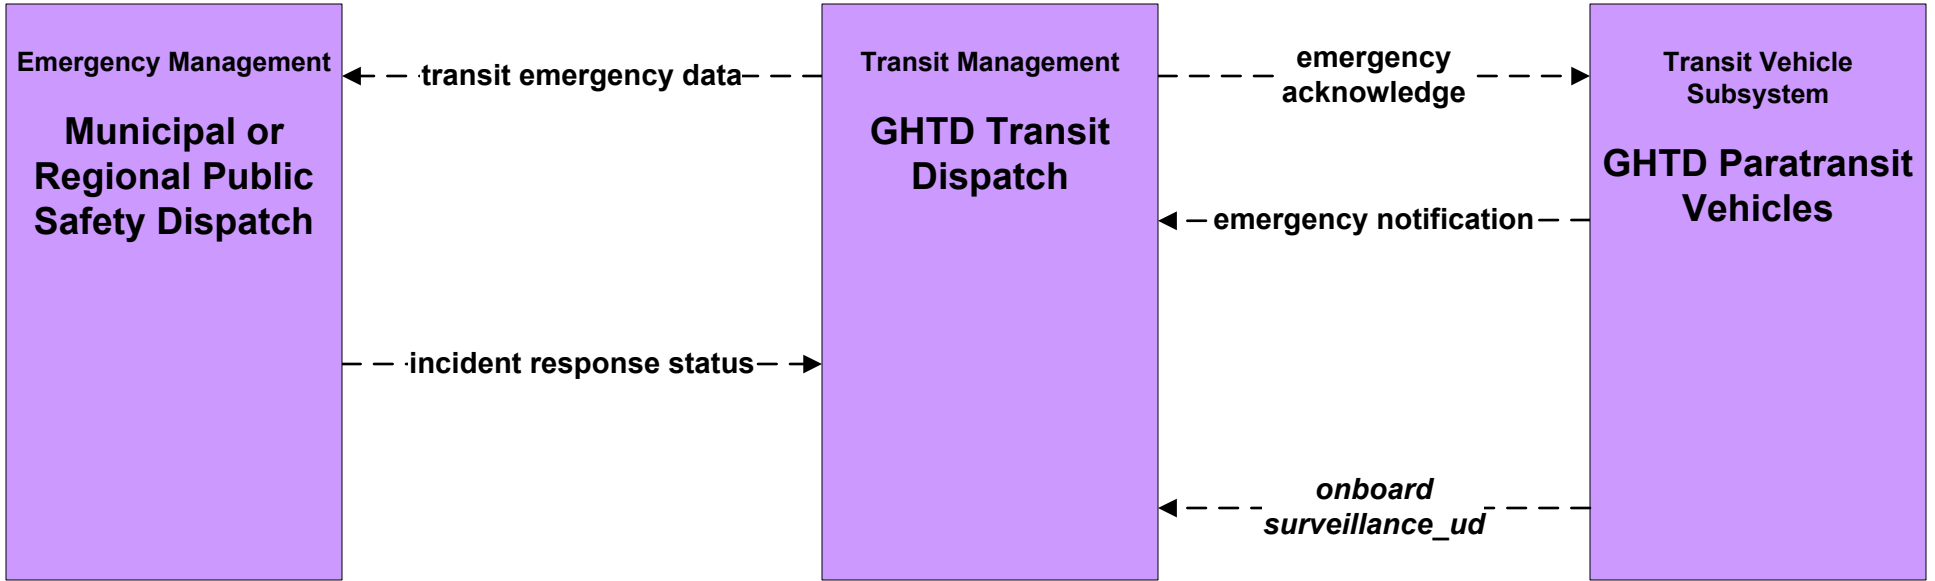 Emergency Management
Municipal or
Regional Public
Safety Dispatch
transit emergency data
incident response status
Transit Management
GHTD Transit
Dispatch
emergency
acknowledge
emergency notification
onboard
surveillance_ud
Transit Vehicle
Subsystem
GHTD Paratransit
Vehicles